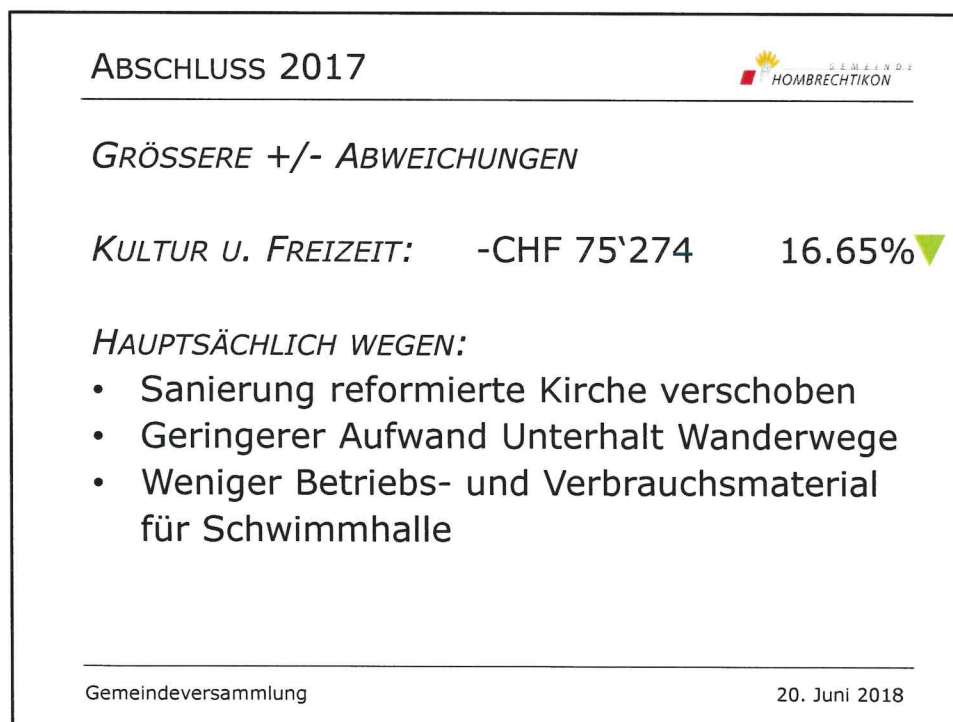 ABSCHLUSS 2017
GEMEINDE
HOMBRECHTIKON
GRÖSSERE +/- ABWEICHUNGEN
KULTUR U. FREIZEIT: -CHF 75‘274 16.65%
HAUPTSÄCHLICH WEGEN:
• Sanierung reformierte Kirche verschoben
• Geringerer Aufwand Unterhalt Wanderwege
• Weniger Betriebs- und Verbrauchsmaterial
für Schwimmhalle
Gemeindeversammlung 20. Juni 2018